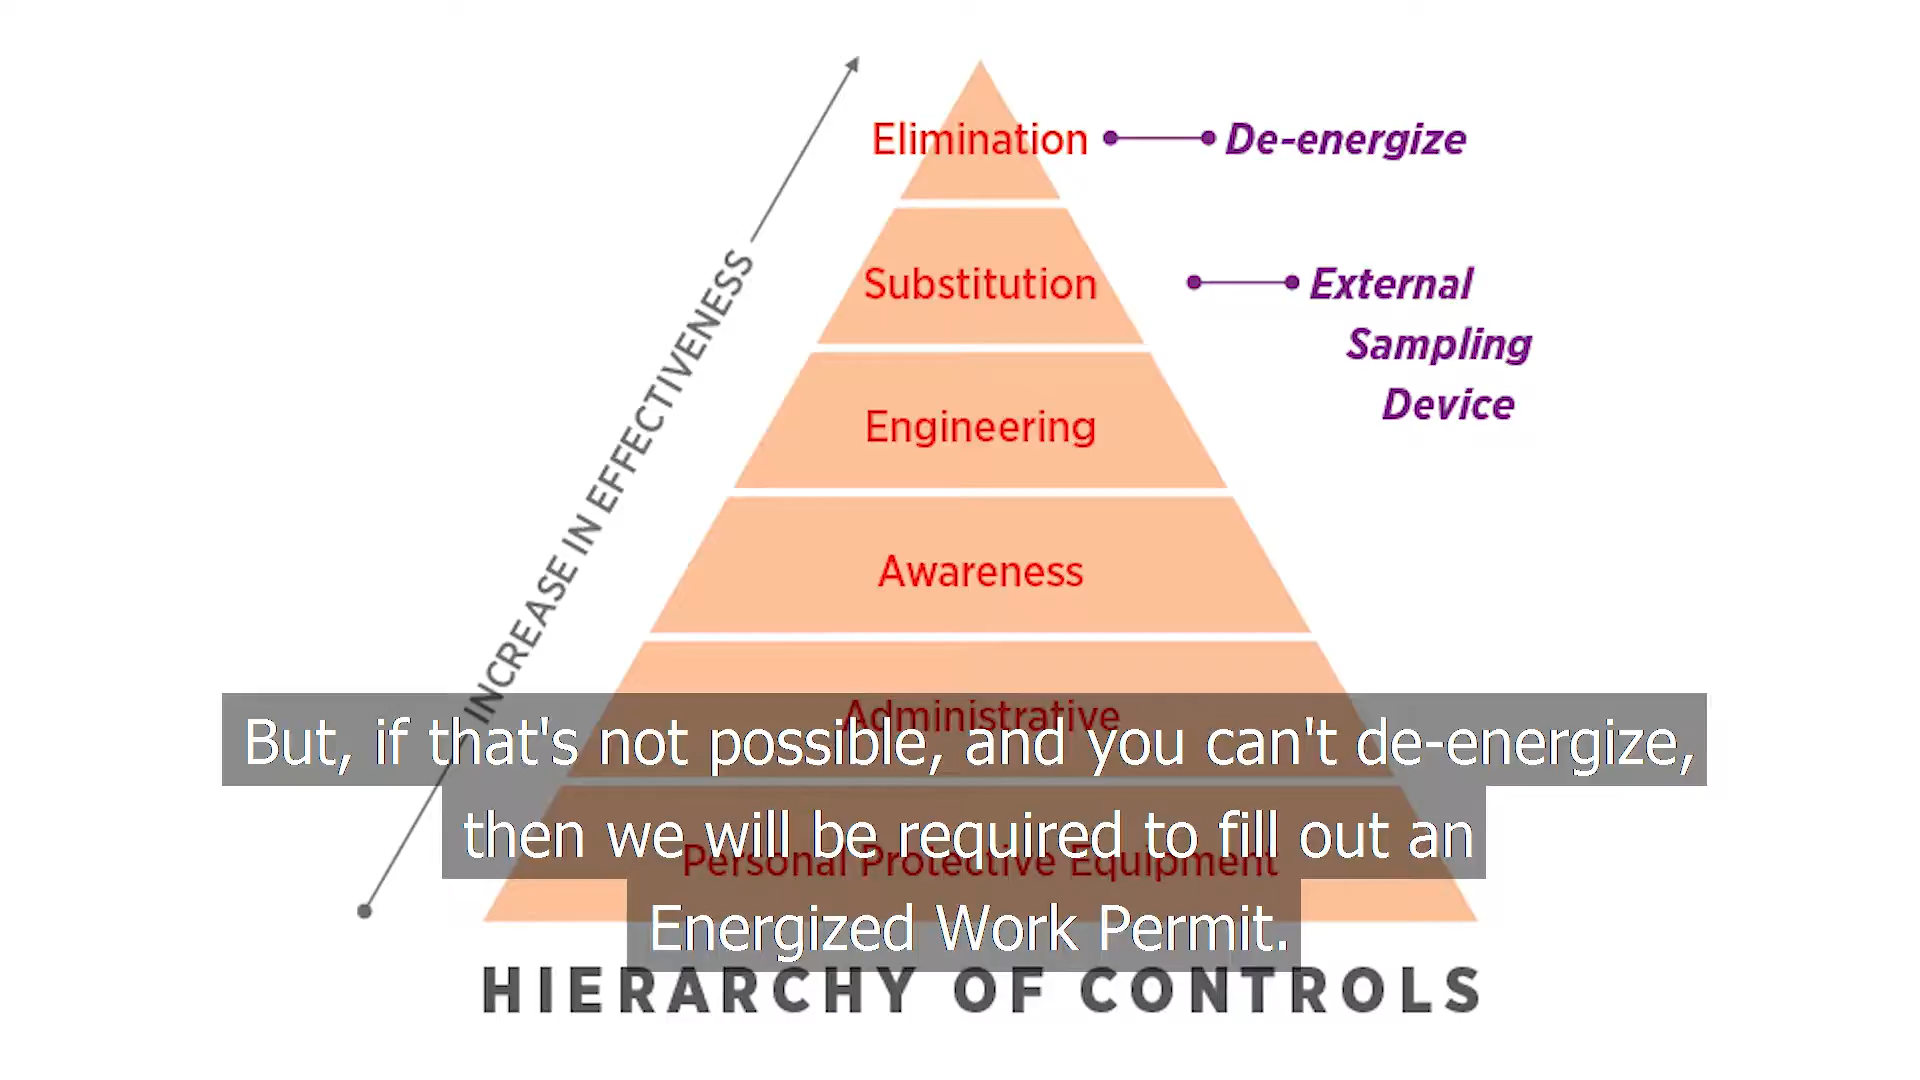 Elimination
De-energize
Substitution
External
Sampling
Device
Engineering
INCREASE IN EFFECTIVENESS
Awareness
Administrative
Personal Protective Equipment
But, if that's not possible, and you can't de-energize,
then we will be required to fill out an
Energized Work Permit.
HIERARCHY OF CONTROLS